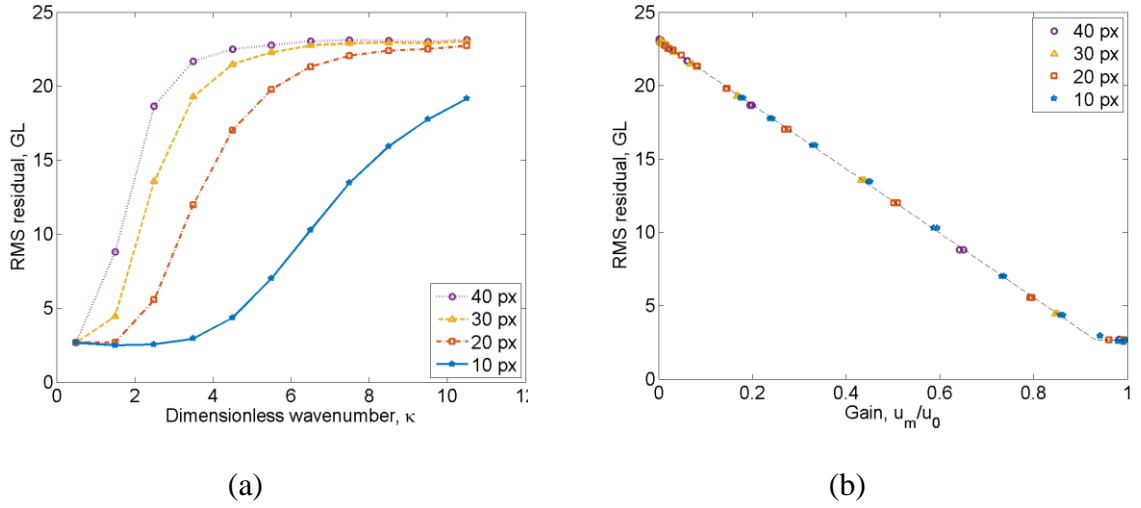 25
20
15
10
5
0
RMS residual, GL
0 2 4 6 8 10 12
Dimensionless wavenumber, κ
40 px
30 px
20 px
10 px
(a)
25
20
15
10
5
0
RMS residual, GL
0 0.2 0.4 0.6 0.8 1
Gain, u_m/u_0
40 px
30 px
20 px
10 px
(b)